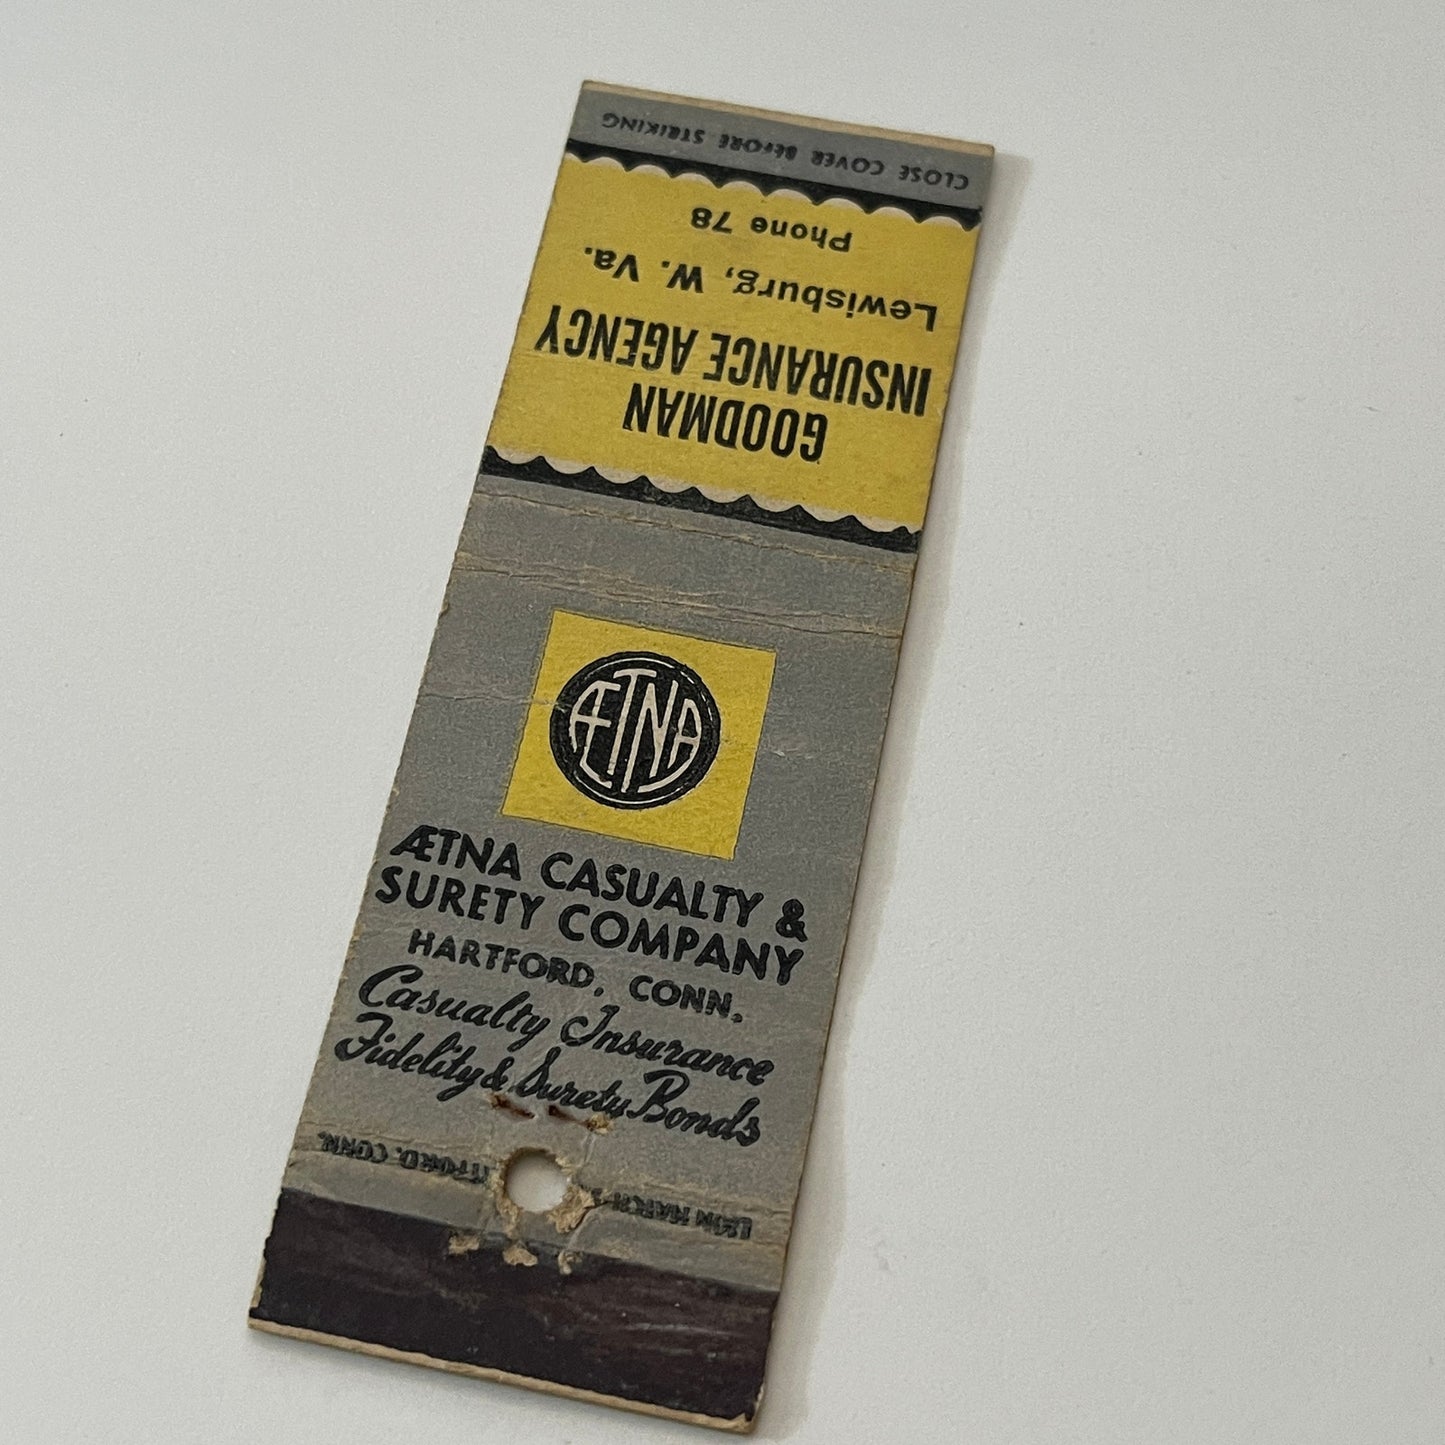 CLOSE COVER BEFORE STRIKING
GOODMAN
INSURANCE AGENCY
Lewisburg, W. Va.
Phone 78
ÆTNA
ÆTNA CASUALTY &
SURETY COMPANY
HARTFORD, CONN.
Casualty Insurance
Fidelity & Surety Bonds
CONN.